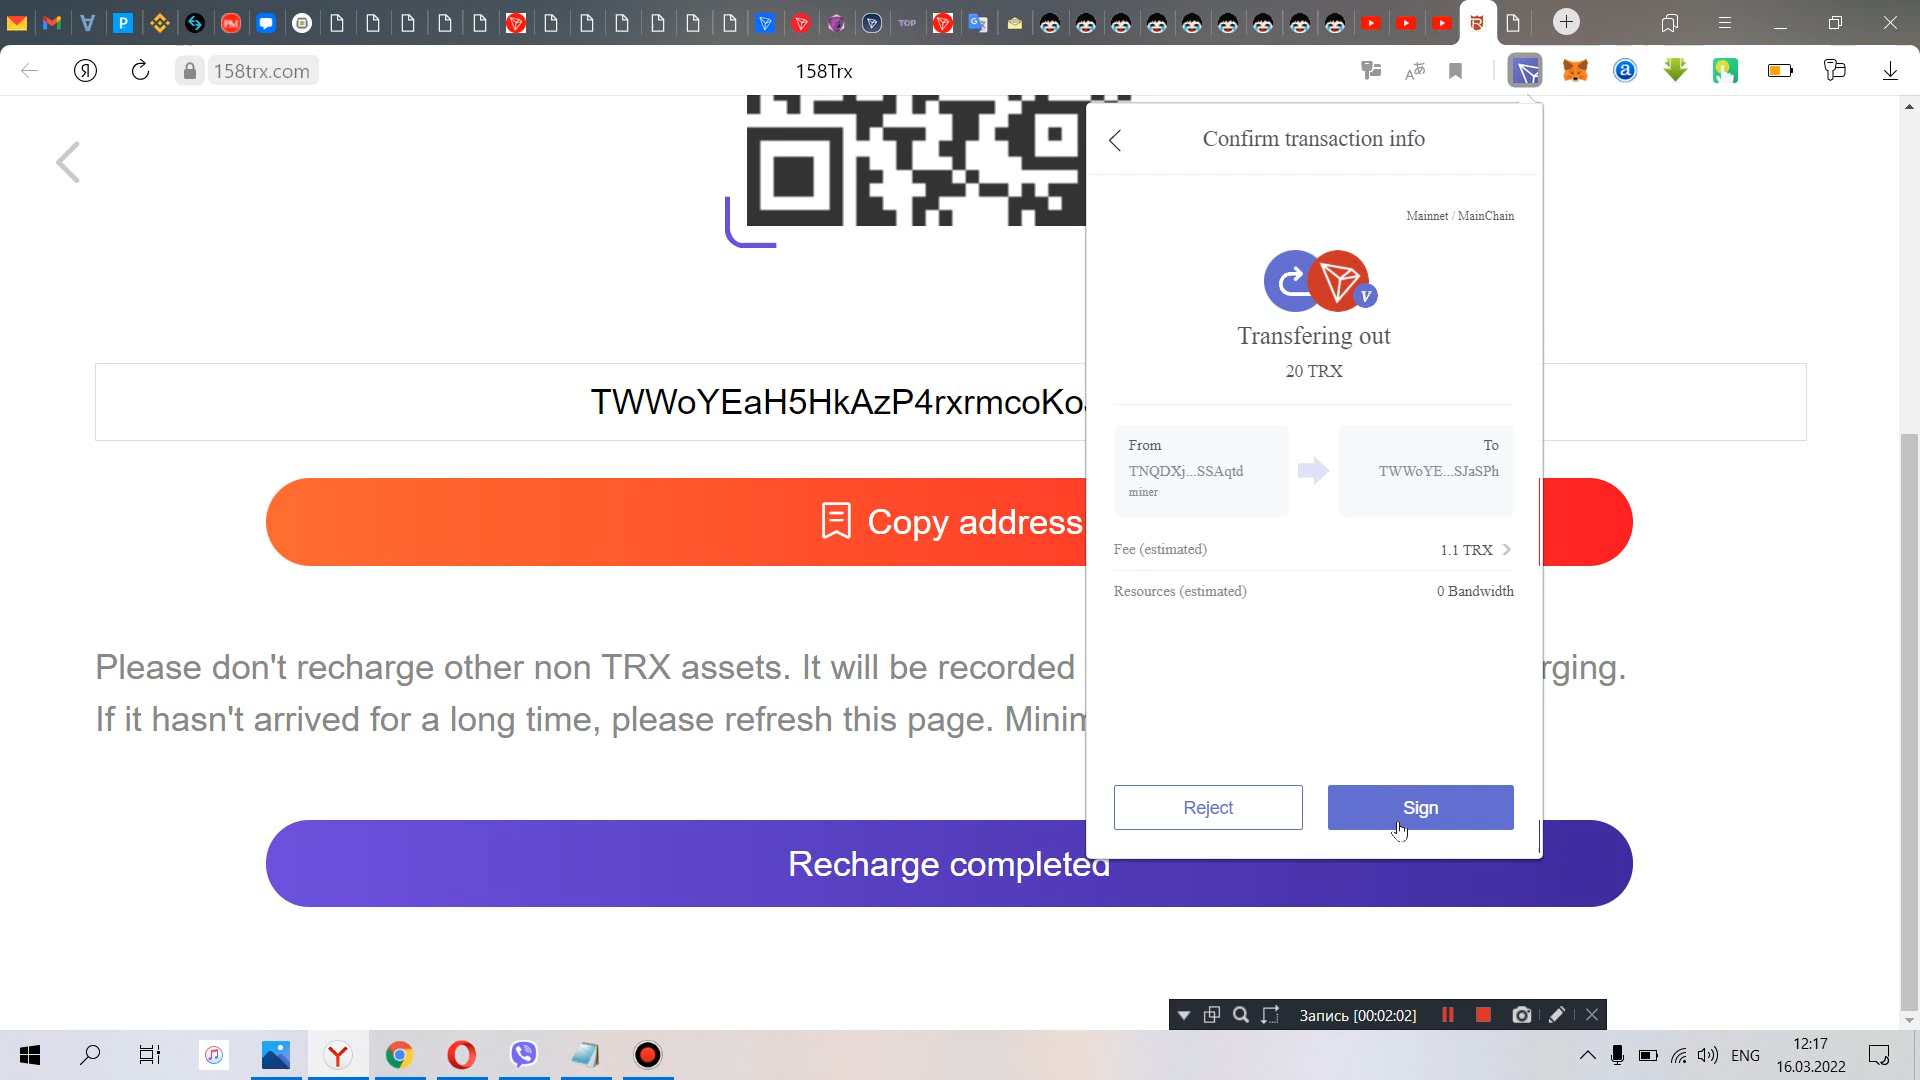 PM
TOP
158trx.com
158Trx
Confirm transaction info
Mainnet / MainChain
V
Transfering out
20 TRX
TWWoYEaH5HkAzP4rxrmcoKo
From
To
TNQDXj...SSAqtd
TWWoYE...SJaSPh
miner
Copy address
Fee (estimated)
1.1 TRX
Resources (estimated)
0 Bandwidth
Please don't recharge other non TRX assets. It will be recorded
rging.
If it hasn't arrived for a long time, please refresh this page. Minim
Reject
Sign
Recharge completed
Запись [00:02:02]
ENG
12:17
16.03.2022